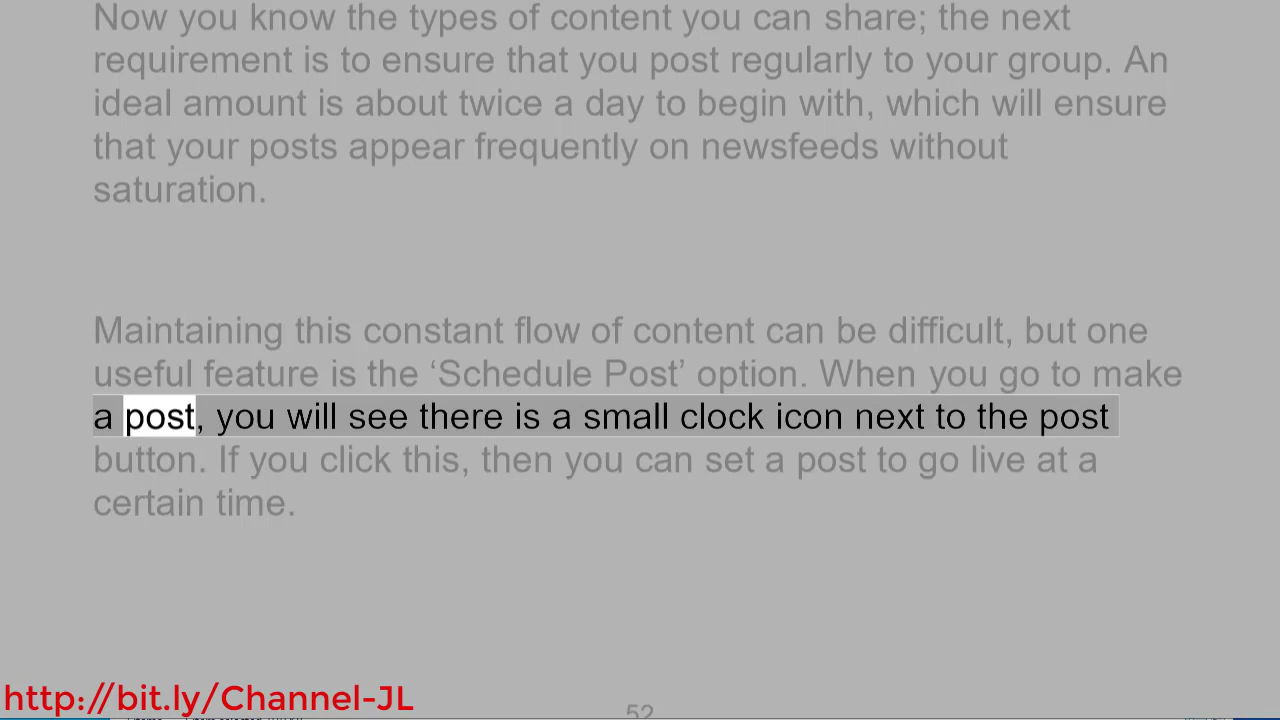 Now you know the types of content you can share; the next
requirement is to ensure that you post regularly to your group. An
ideal amount is about twice a day to begin with, which will ensure
that your posts appear frequently on newsfeeds without
saturation.
Maintaining this constant flow of content can be difficult, but one
useful feature is the ‘Schedule Post’ option. When you go to make
a post, you will see there is a small clock icon next to the post
button. If you click this, then you can set a post to go live at a
certain time.
http://bit.ly/Channel-JL
52